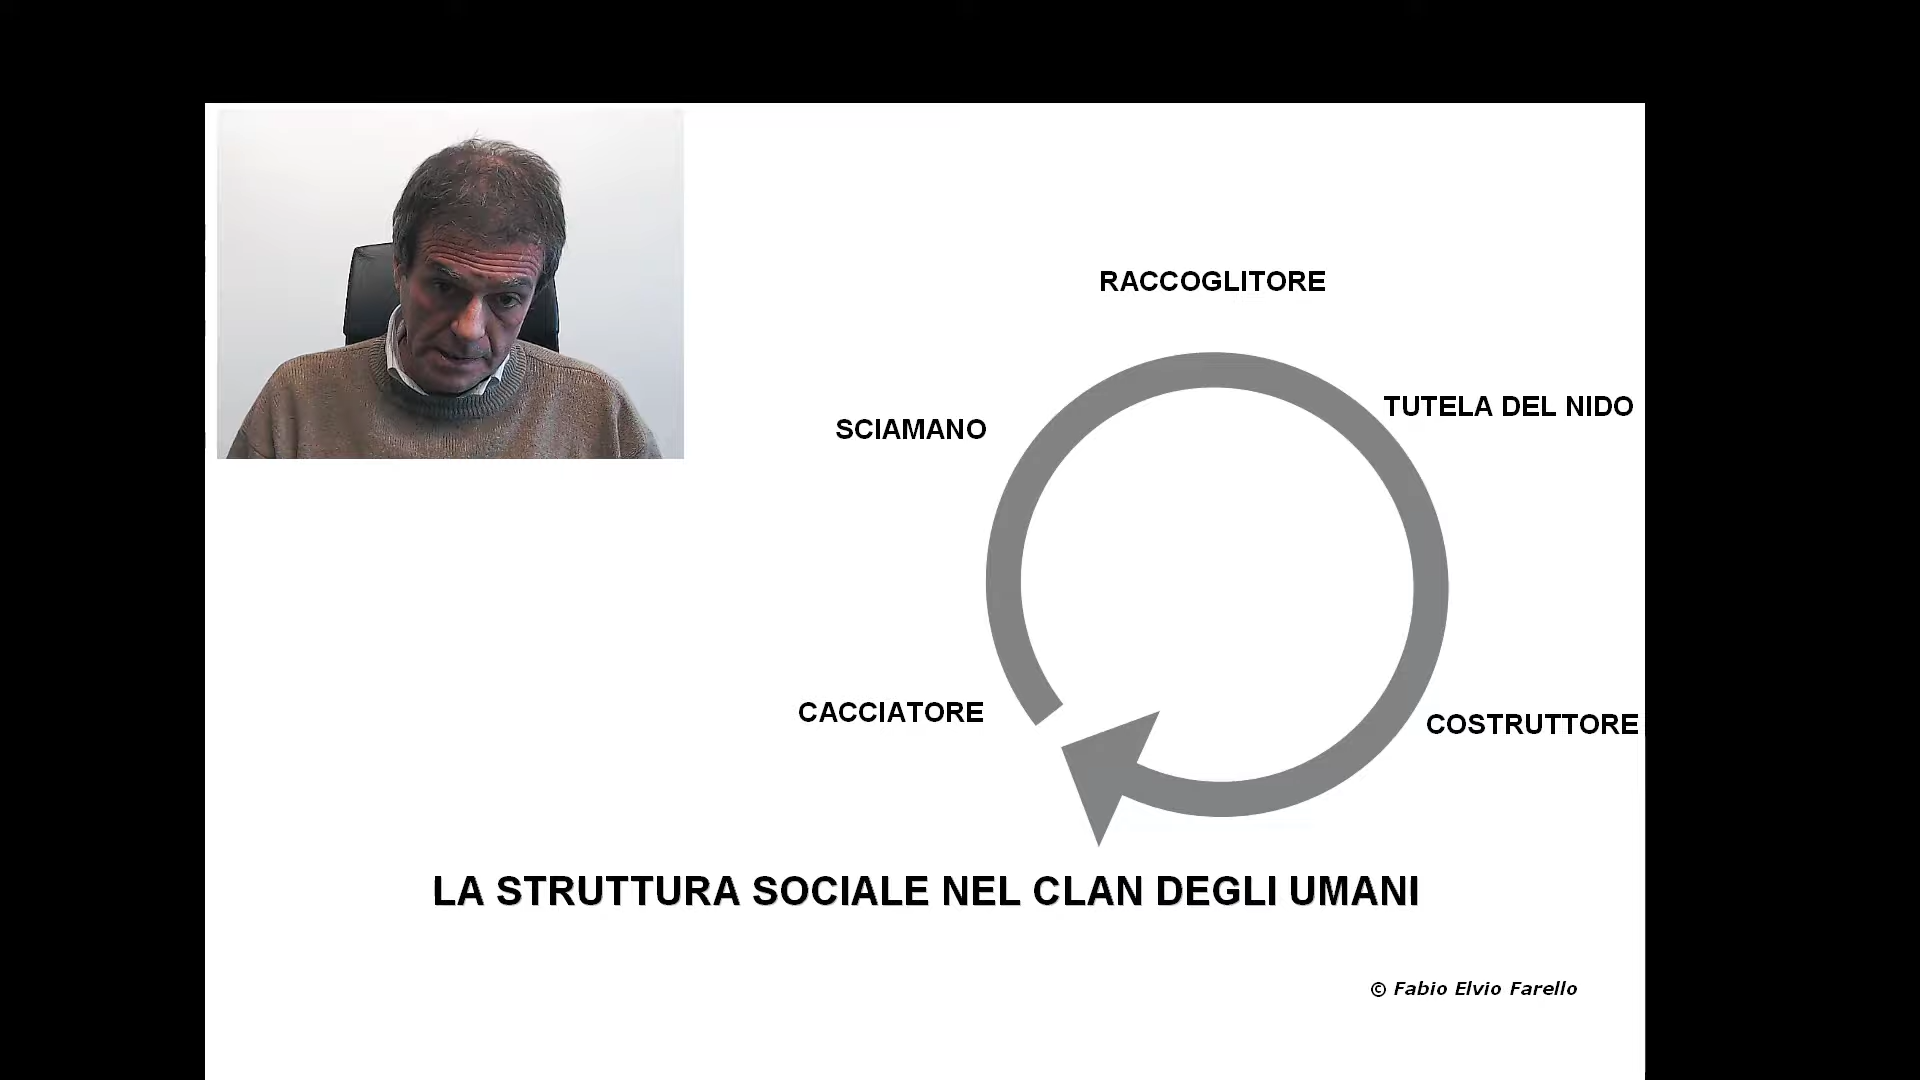 RACCOGLITORE
TUTELA DEL NIDO
SCIAMANO
CACCIATORE
COSTRUTTORE
LA STRUTTURA SOCIALE NEL CLAN DEGLI UMANI
© Fabio Elvio Farello